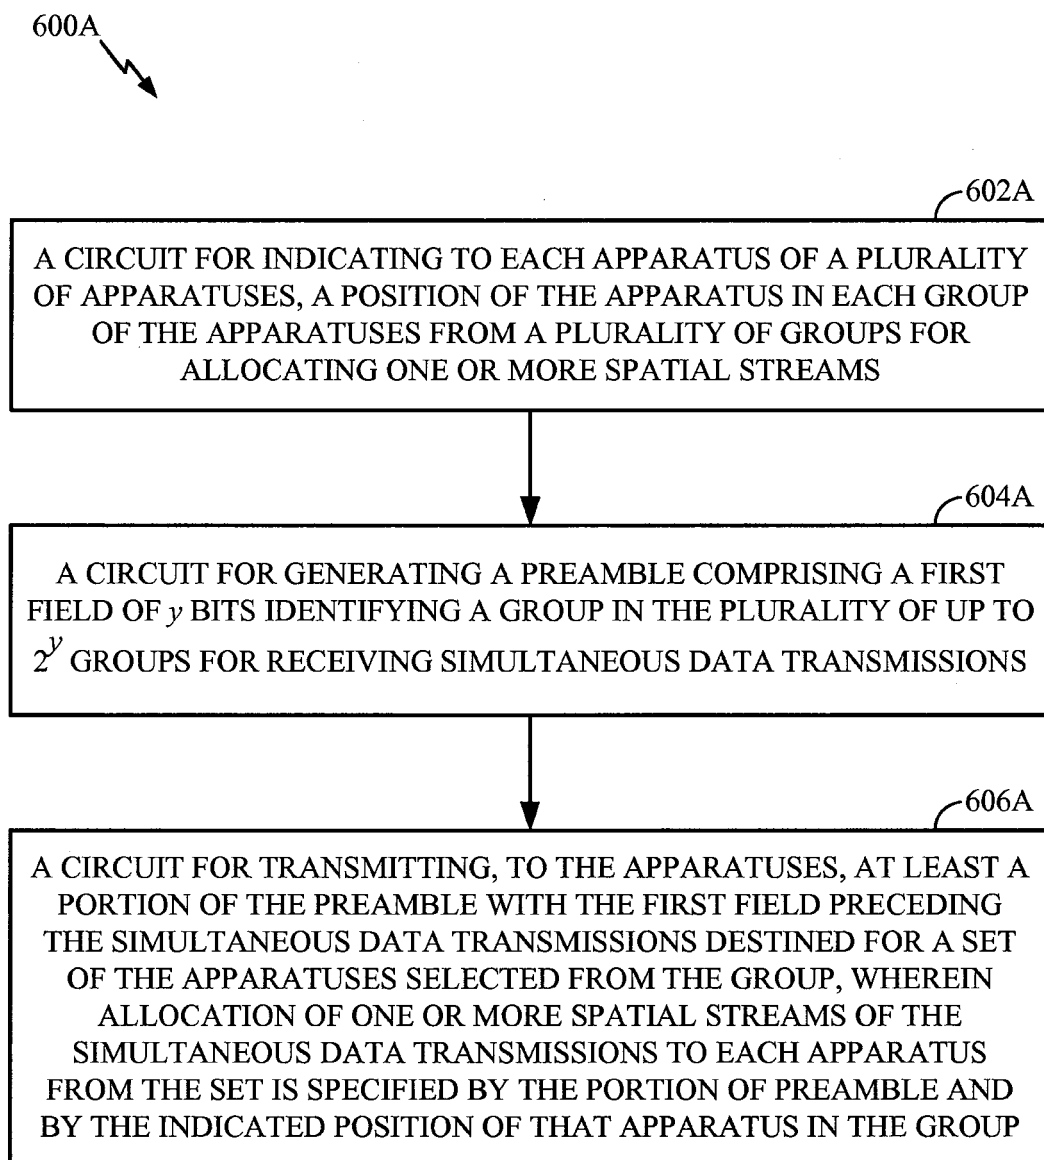 600A
602A
A CIRCUIT FOR INDICATING TO EACH APPARATUS OF A PLURALITY
OF APPARATUSES, A POSITION OF THE APPARATUS IN EACH GROUP
OF THE APPARATUSES FROM A PLURALITY OF GROUPS FOR
ALLOCATING ONE OR MORE SPATIAL STREAMS
604A
A CIRCUIT FOR GENERATING A PREAMBLE COMPRISING A FIRST
FIELD OF y BITS IDENTIFYING A GROUP IN THE PLURALITY OF UP TO
2^y GROUPS FOR RECEIVING SIMULTANEOUS DATA TRANSMISSIONS
606A
A CIRCUIT FOR TRANSMITTING, TO THE APPARATUSES, AT LEAST A
PORTION OF THE PREAMBLE WITH THE FIRST FIELD PRECEDING
THE SIMULTANEOUS DATA TRANSMISSIONS DESTINED FOR A SET
OF THE APPARATUSES SELECTED FROM THE GROUP, WHEREIN
ALLOCATION OF ONE OR MORE SPATIAL STREAMS OF THE
SIMULTANEOUS DATA TRANSMISSIONS TO EACH APPARATUS
FROM THE SET IS SPECIFIED BY THE PORTION OF PREAMBLE AND
BY THE INDICATED POSITION OF THAT APPARATUS IN THE GROUP